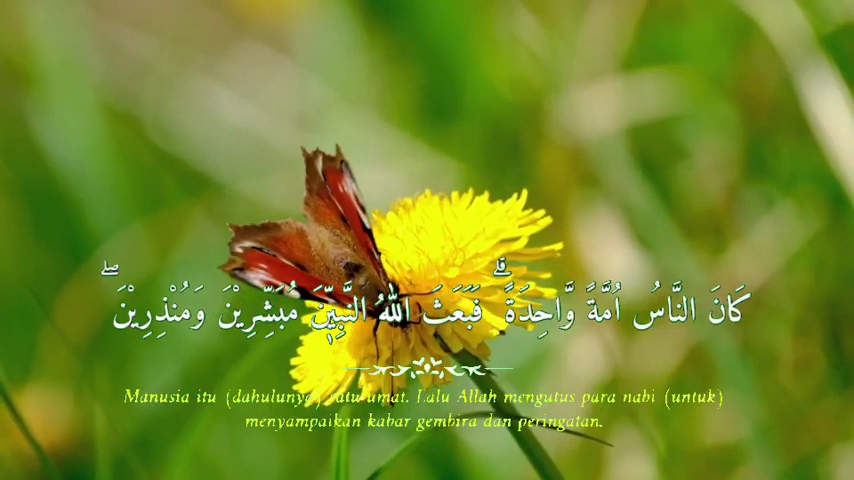 كَانَ النَّاسُ اُمَّةً وَّاحِدَةً ۗ فَبَعَثَ اللّٰهُ النَّبِيّٖنَ مُبَشِّرِيْنَ وَمُنْذِرِيْنَ ۖ
Manusia itu (dahulunya) satu umat. Lalu Allah mengutus para nabi (untuk)
menyampaikan kabar gembira dan peringatan.